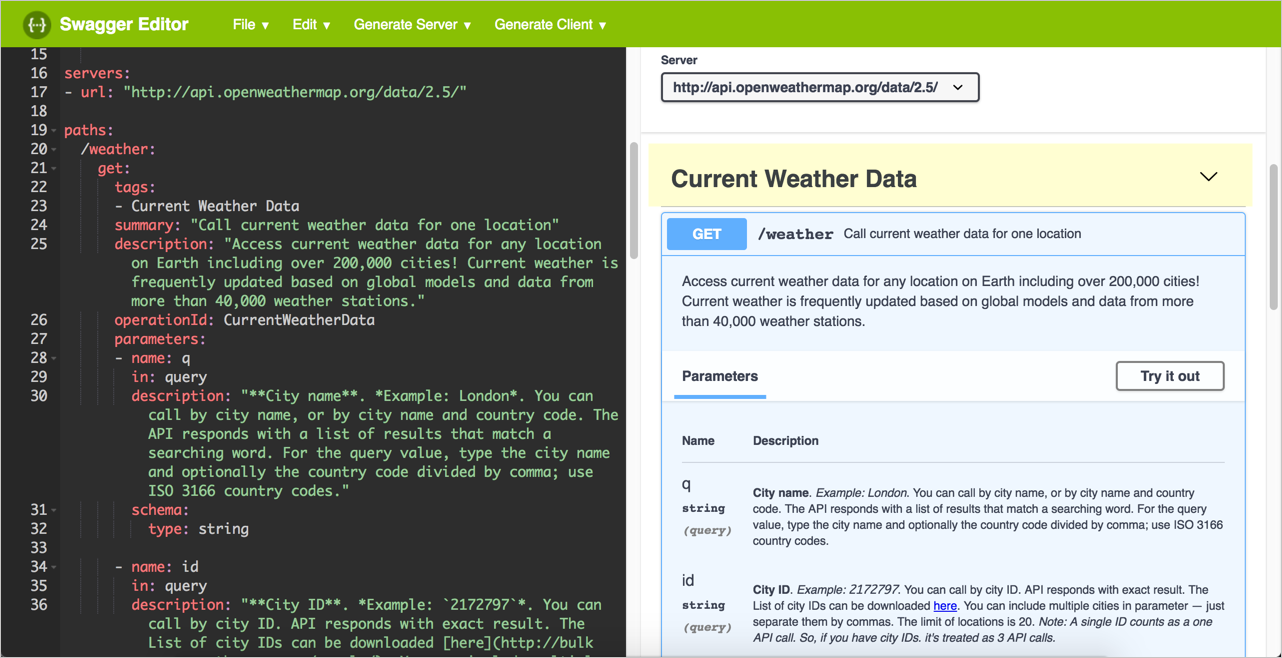 {···} Swagger Editor File ▾ Edit ▾ Generate Server ▾ Generate Client ▾
15
16 servers:
17 - url: "http://api.openweathermap.org/data/2.5/"
18
19 paths:
20 /weather:
21 get:
22 tags:
23 - Current Weather Data
24 summary: "Call current weather data for one location"
25 description: "Access current weather data for any location
on Earth including over 200,000 cities! Current weather is
frequently updated based on global models and data from
more than 40,000 weather stations."
26 operationId: CurrentWeatherData
27 parameters:
28 - name: q
29 in: query
30 description: "**City name**. *Example: London*. You can
call by city name, or by city name and country code. The
API responds with a list of results that match a
searching word. For the query value, type the city name
and optionally the country code divided by comma; use
ISO 3166 country codes."
31 schema:
32 type: string
33
34 - name: id
35 in: query
36 description: "**City ID**. *Example: `2172797`*. You can
call by city ID. API responds with exact result. The
List of city IDs can be downloaded [here](http://bulk
Server
http://api.openweathermap.org/data/2.5/
Current Weather Data
GET /weather Call current weather data for one location
Access current weather data for any location on Earth including over 200,000 cities!
Current weather is frequently updated based on global models and data from more
than 40,000 weather stations.
Parameters Try it out
Name Description
q
string
(query)
City name. Example: London. You can call by city name, or by city name and country
code. The API responds with a list of results that match a searching word. For the query
value, type the city name and optionally the country code divided by comma; use ISO 3166
country codes.
id
string
(query)
City ID. Example: 2172797. You can call by city ID. API responds with exact result. The
List of city IDs can be downloaded here. You can include multiple cities in parameter — just
separate them by commas. The limit of locations is 20. Note: A single ID counts as a one
API call. So, if you have city IDs. it's treated as 3 API calls.